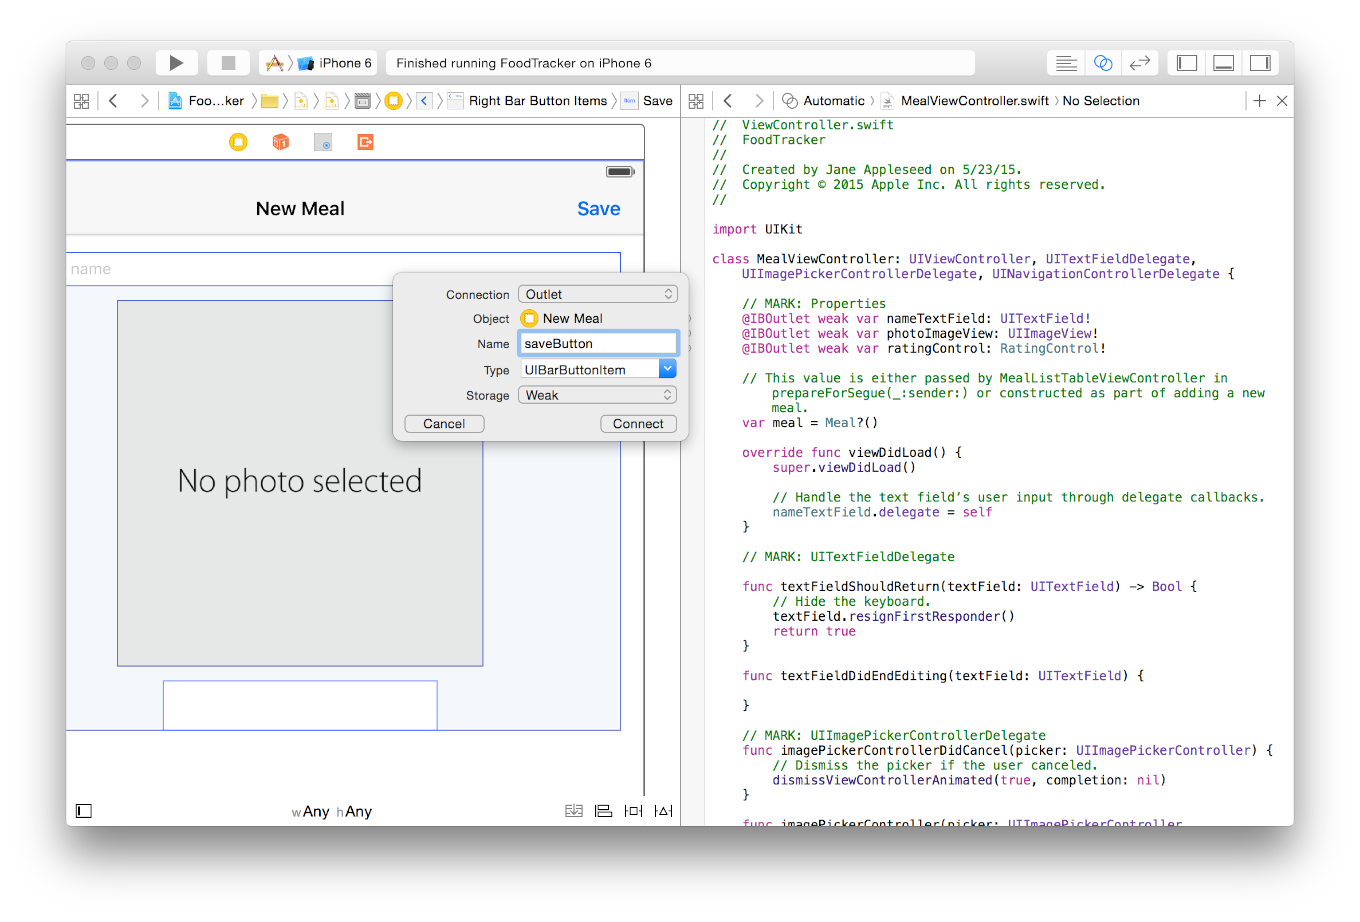 iPhone 6
Finished running FoodTracker on iPhone 6
Foo...ker
Right Bar Button Items
Item
Save
Automatic
MealViewController.swift
No Selection
New Meal
Save
name
Connection Outlet
Object New Meal
Name saveButton
Type UIBarButtonItem
Storage Weak
Cancel Connect
No photo selected
wAny hAny
// ViewController.swift
// FoodTracker
//
// Created by Jane Appleseed on 5/23/15.
// Copyright © 2015 Apple Inc. All rights reserved.
//
import UIKit
class MealViewController: UIViewController, UITextFieldDelegate,
UIImagePickerControllerDelegate, UINavigationControllerDelegate {
// MARK: Properties
@IBOutlet weak var nameTextField: UITextField!
@IBOutlet weak var photoImageView: UIImageView!
@IBOutlet weak var ratingControl: RatingControl!
// This value is either passed by MealListTableViewController in
prepareForSegue(_:sender:) or constructed as part of adding a new
meal.
var meal = Meal?()
override func viewDidLoad() {
super.viewDidLoad()
// Handle the text field’s user input through delegate callbacks.
nameTextField.delegate = self
}
// MARK: UITextFieldDelegate
func textFieldShouldReturn(textField: UITextField) -> Bool {
// Hide the keyboard.
textField.resignFirstResponder()
return true
}
func textFieldDidEndEditing(textField: UITextField) {
}
// MARK: UIImagePickerControllerDelegate
func imagePickerControllerDidCancel(picker: UIImagePickerController) {
// Dismiss the picker if the user canceled.
dismissViewControllerAnimated(true, completion: nil)
}
func imagePickerController(picker: UIImagePickerController